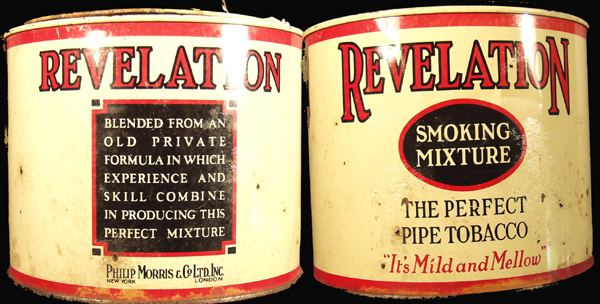 REVELATION
BLENDED FROM AN
OLD PRIVATE
FORMULA IN WHICH
EXPERIENCE AND
SKILL COMBINE
IN PRODUCING THIS
PERFECT MIXTURE
PHILIP MORRIS & CO LTD, INC.
NEW YORK LONDON
REVELATION
SMOKING
MIXTURE
THE PERFECT
PIPE TOBACCO
"It's Mild and Mellow"